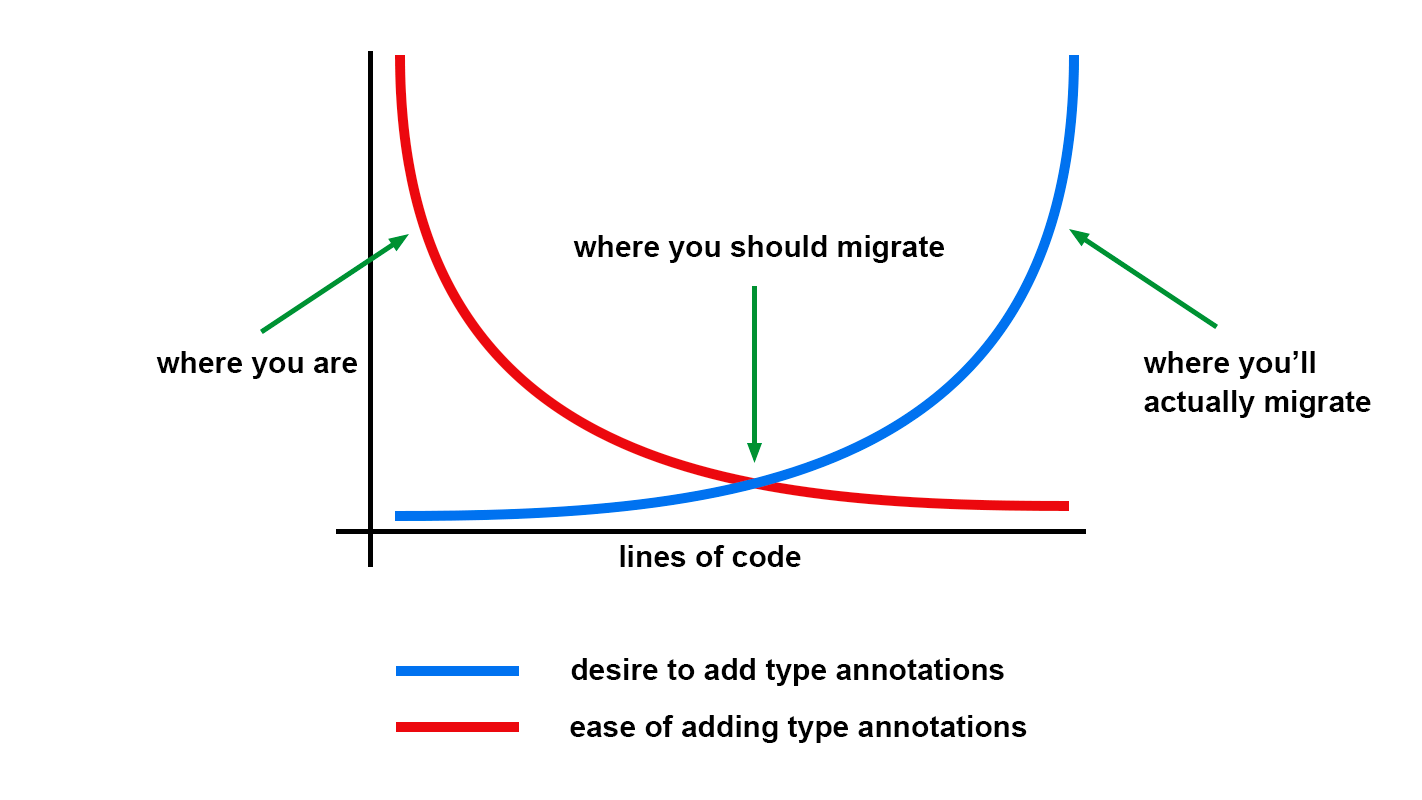 where you should migrate
where you are
where you’ll
actually migrate
lines of code
desire to add type annotations
ease of adding type annotations